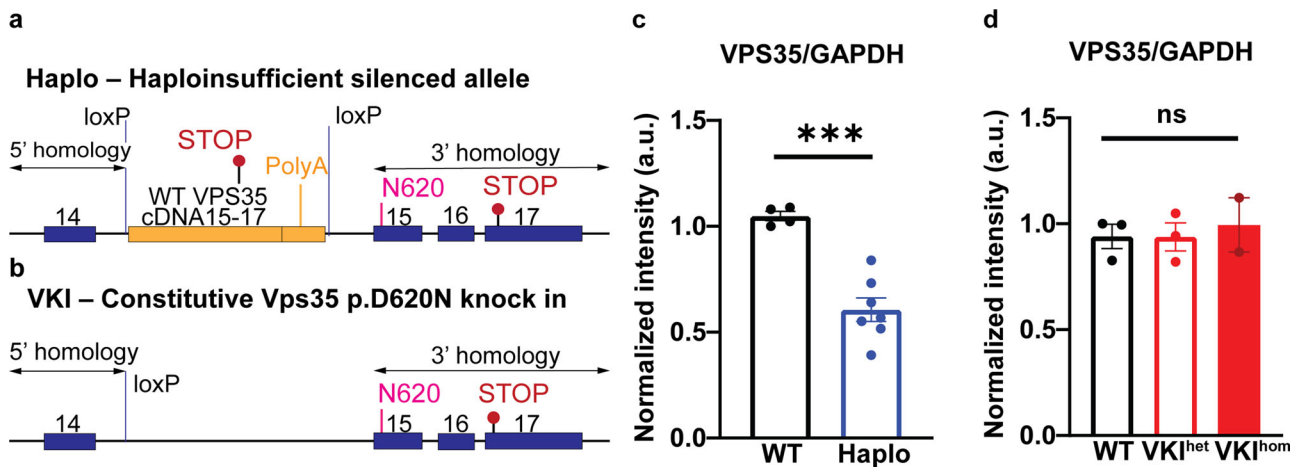 a
Haplo – Haploinsufficient silenced allele
loxP
loxP
5’ homology
STOP
3’ homology
PolyA
N620
STOP
WT VPS35
14
cDNA15-17
15
16
17
b
VKI – Constitutive Vps35 p.D620N knock in
5’ homology
3’ homology
loxP
N620
STOP
14
15
16
17
c
VPS35/GAPDH
Normalized intensity (a.u.)
1.5
1.0
0.5
0.0
***
WT
Haplo
d
VPS35/GAPDH
Normalized intensity (a.u.)
1.5
1.0
0.5
0.0
ns
WT
VKIhet
VKIhom